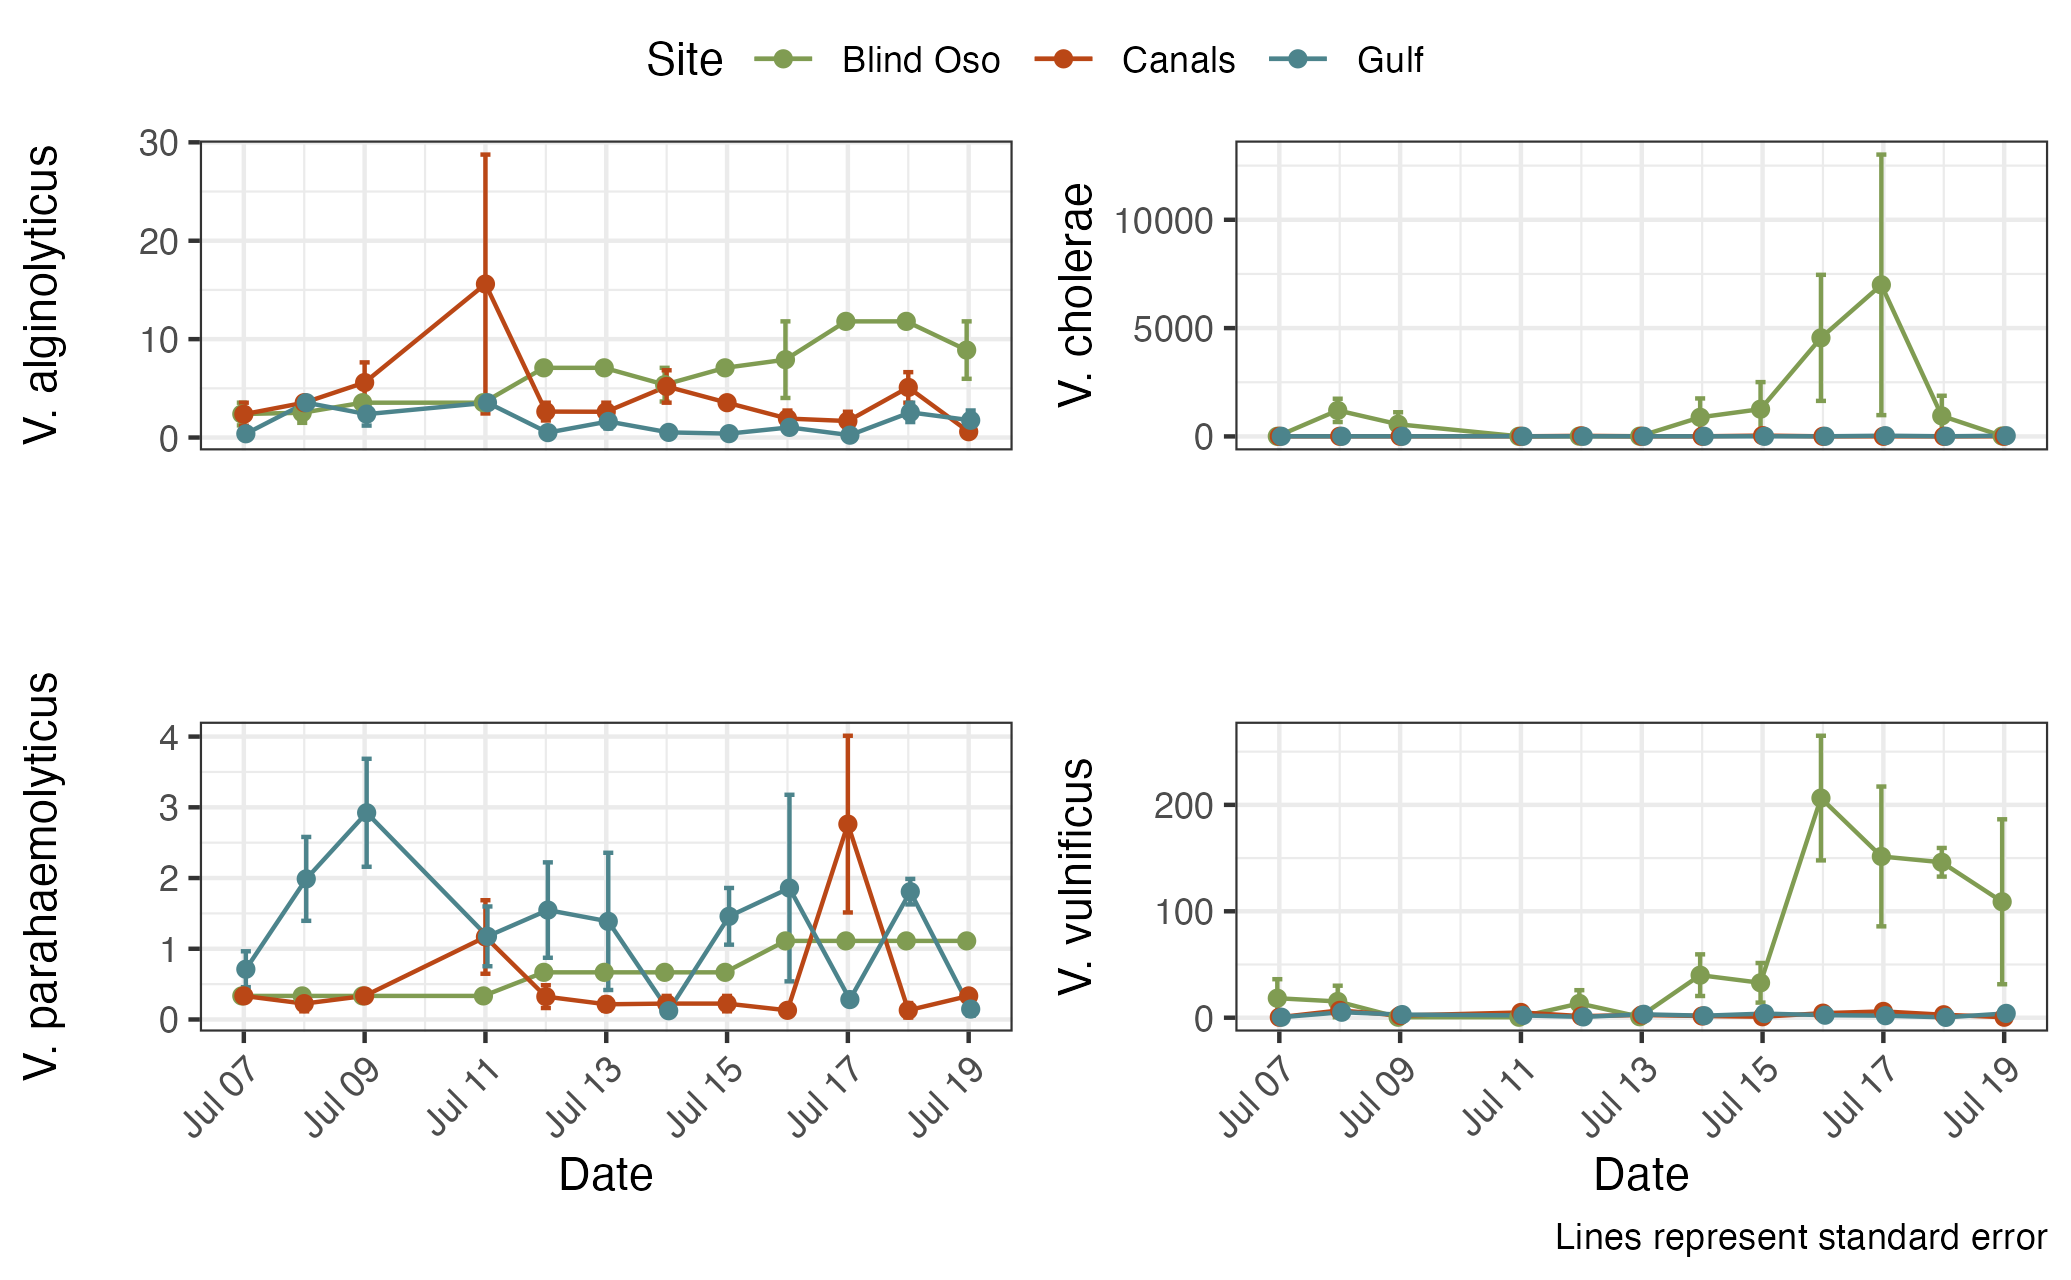 Site Blind Oso Canals Gulf
V. alginolyticus
30
20
10
0
V. cholerae
10000
5000
0
V. parahaemolyticus
4
3
2
1
0
Jul 07 Jul 09 Jul 11 Jul 13 Jul 15 Jul 17 Jul 19
Date
V. vulnificus
200
100
0
Jul 07 Jul 09 Jul 11 Jul 13 Jul 15 Jul 17 Jul 19
Date
Lines represent standard error